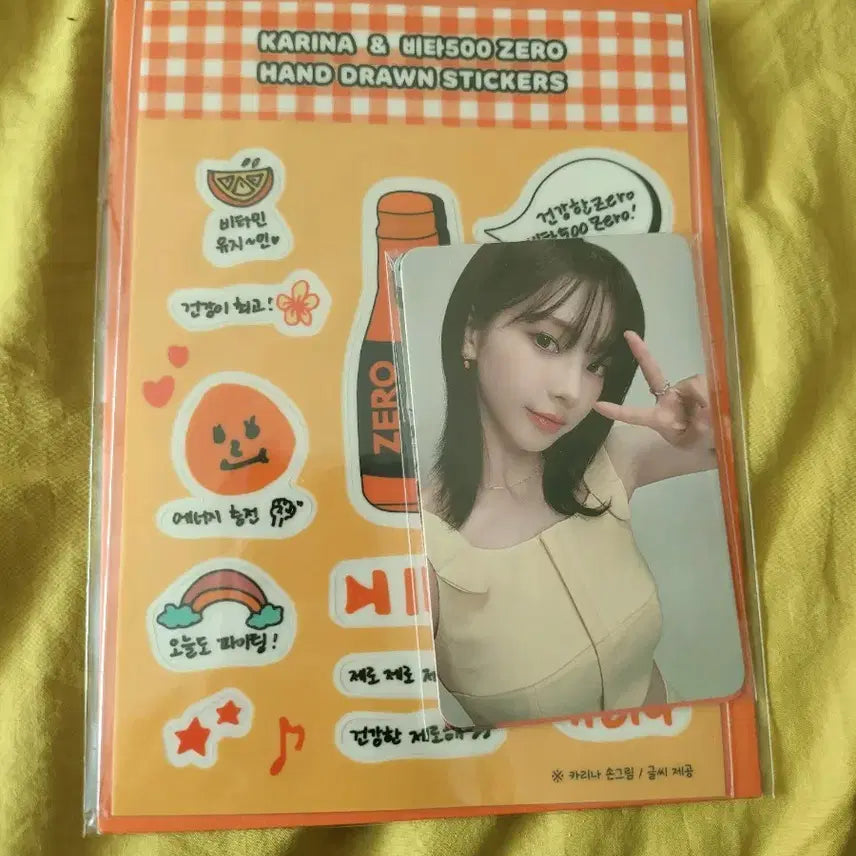 KARINA & 비타500 ZERO
HAND DRAWN STICKERS
비타민
유지~민♥
건강한 Zero
비타500 Zero!
건강이 최고!
ZERO
에너지 충전
오늘도 파이팅!
제로 제로 제
건강한 제로
※ 카리나 손그림 / 글씨 제공